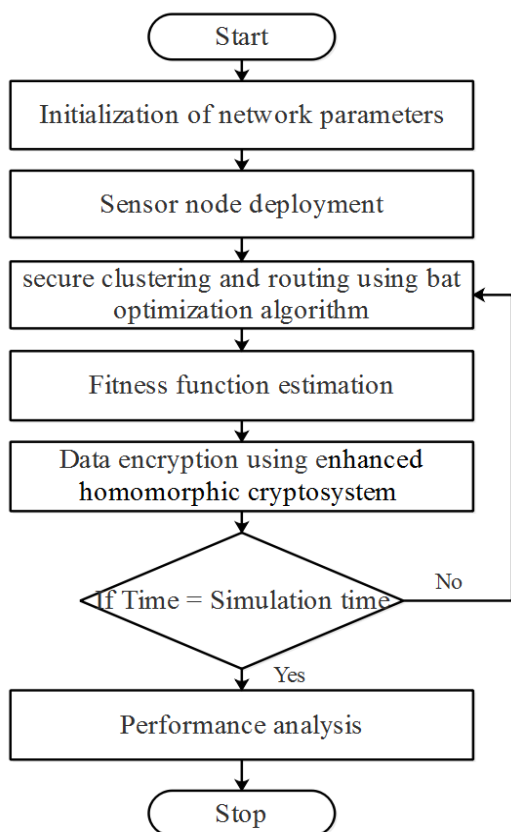 Start
Initialization of network parameters
Sensor node deployment
secure clustering and routing using bat
optimization algorithm
Fitness function estimation
Data encryption using enhanced
homomorphic cryptosystem
If Time = Simulation time
No
Yes
Performance analysis
Stop